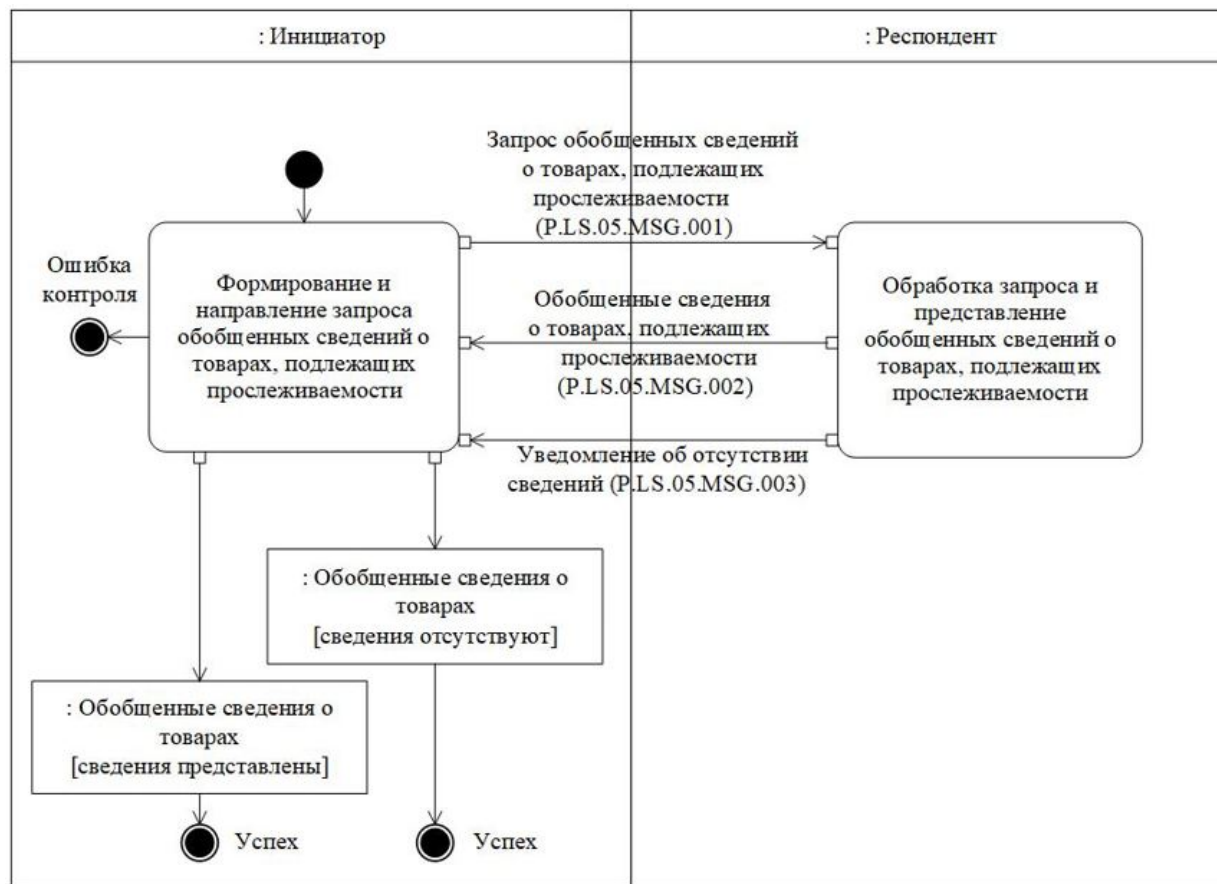 : Инициатор
: Респондент
Запрос обобщенных сведений
о товарах, подлежащих
прослеживаемости
(P.LS.05.MSG.001)
Ошибка
контроля
Формирование и
направление запроса
обобщенных сведений о
товарах, подлежащих
прослеживаемости
Обобщенные сведения
о товарах, подлежащих
прослеживаемости
(P.LS.05.MSG.002)
Обработка запроса и
представление
обобщенных сведений о
товарах, подлежащих
прослеживаемости
Уведомление об отсутствии
сведений (P.LS.05.MSG.003)
: Обобщенные сведения о
товарах
[сведения отсутствуют]
: Обобщенные сведения о
товарах
[сведения представлены]
Успех
Успех